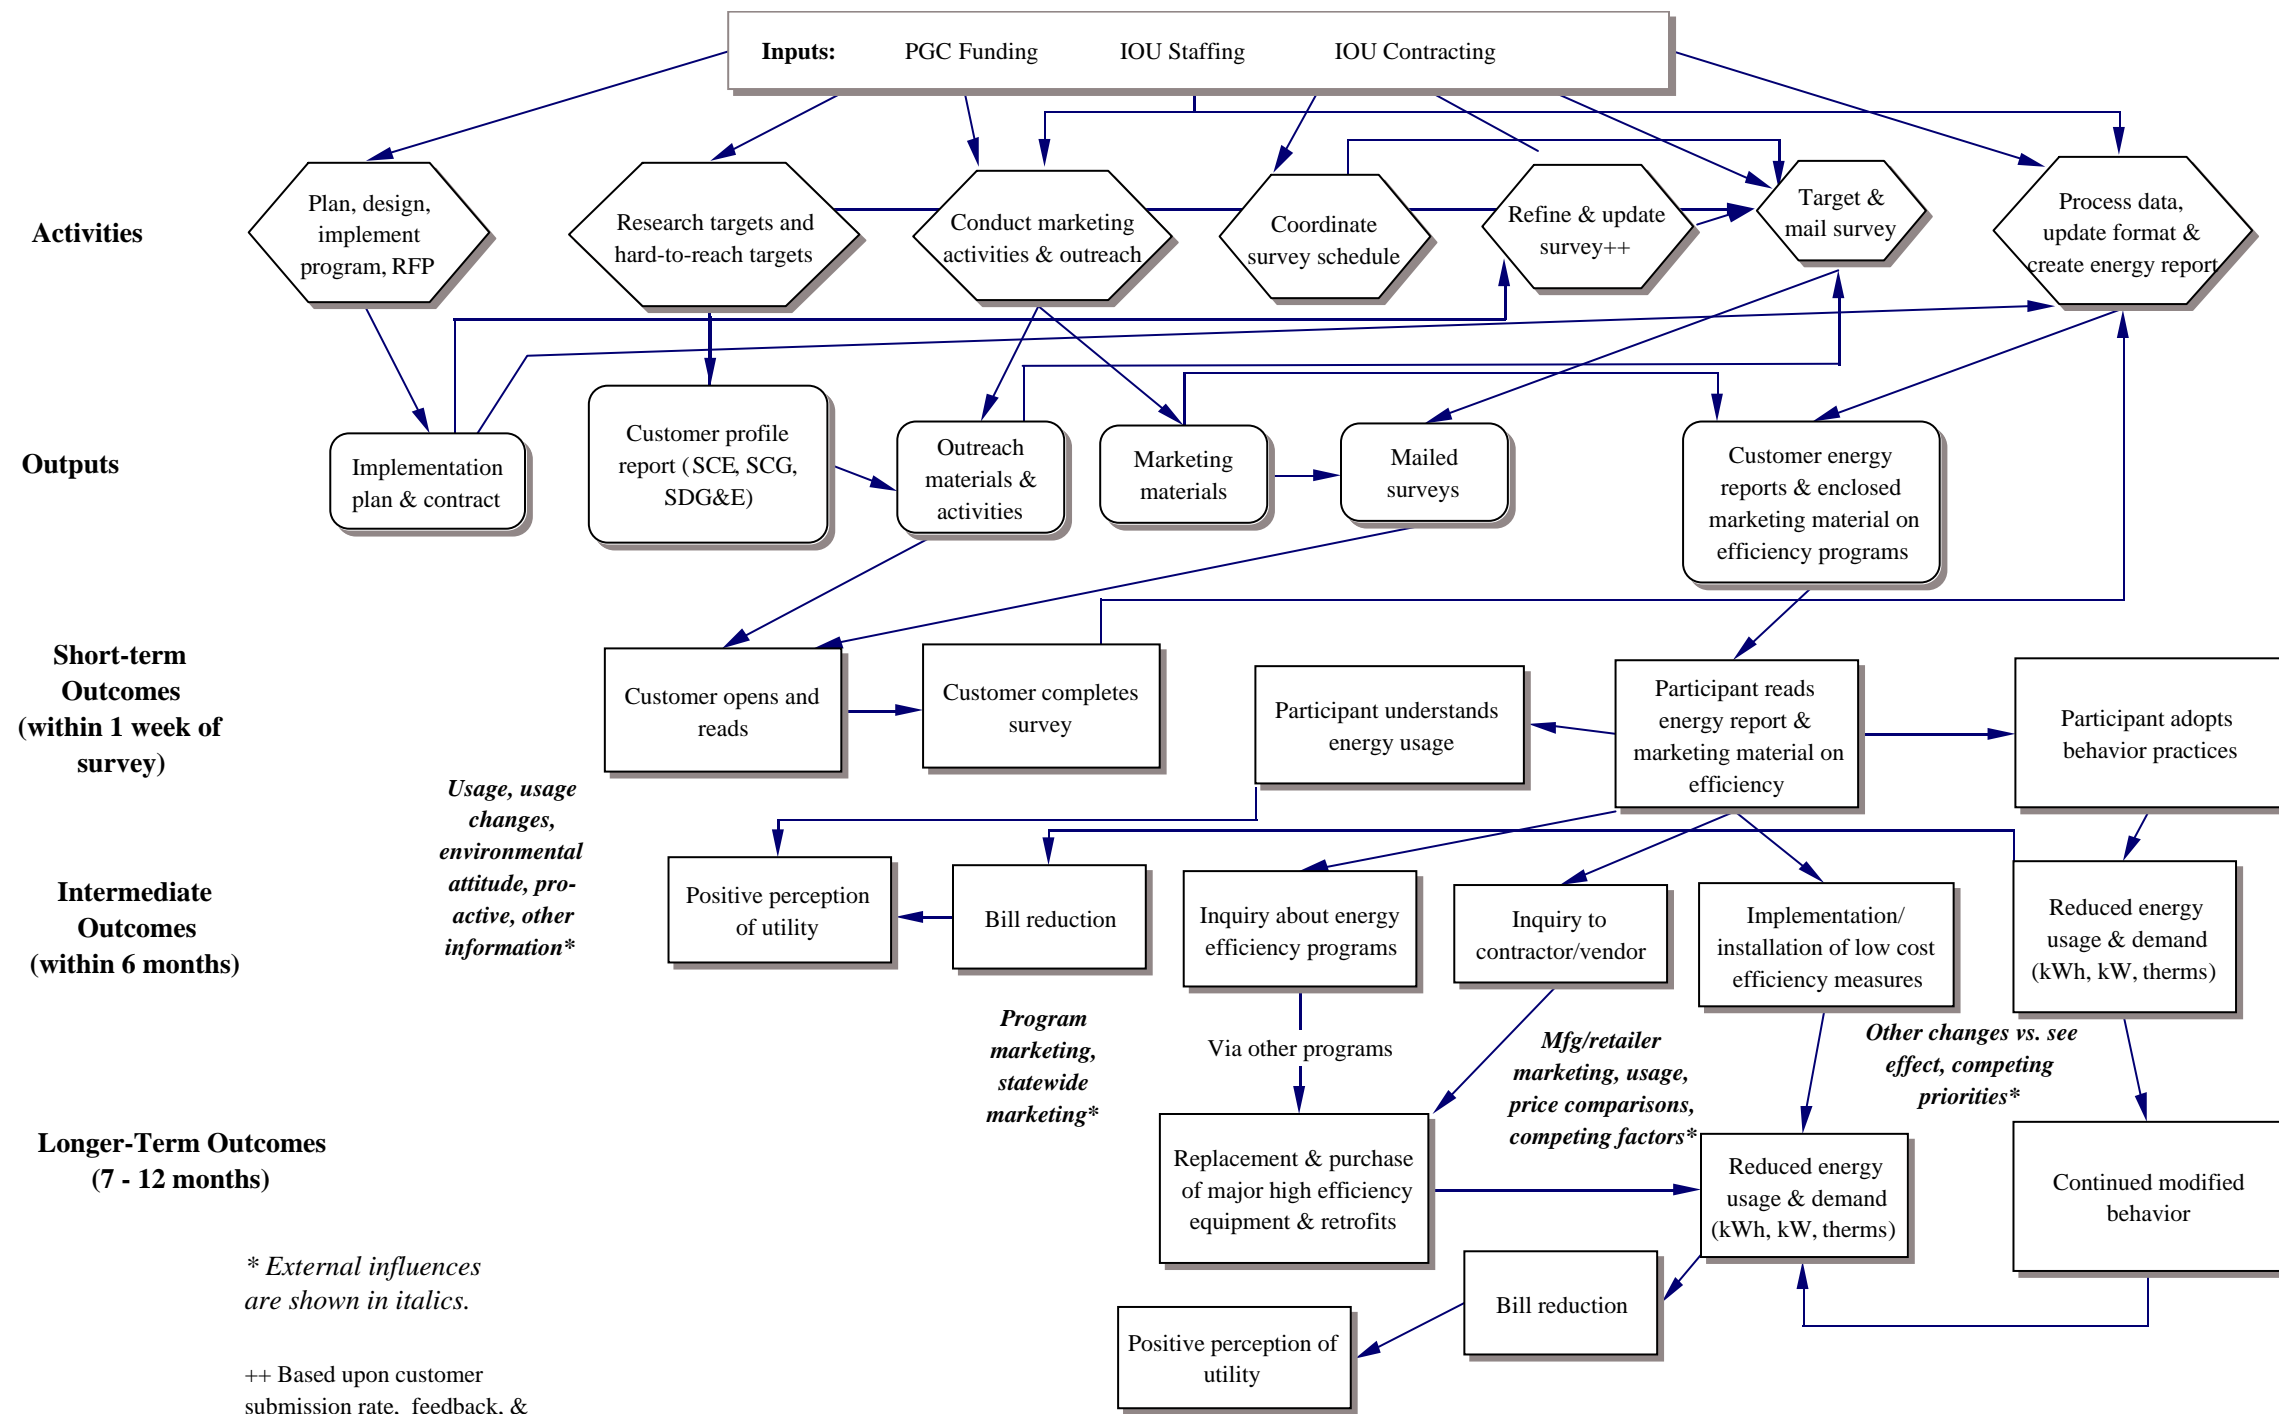 Inputs: PGC Funding IOU Staffing IOU Contracting
Activities
Plan, design,
implement
program, RFP
Research targets and
hard-to-reach targets
Conduct marketing
activities & outreach
Coordinate
survey schedule
Refine & update
survey++
Target &
mail survey
Process data,
update format &
create energy report
Outputs
Implementation
plan & contract
Customer profile
report (SCE, SCG,
SDG&E)
Outreach
materials &
activities
Marketing
materials
Mailed
surveys
Customer energy
reports & enclosed
marketing material on
efficiency programs
Short-term
Outcomes
(within 1 week of
survey)
Customer opens and
reads
Customer completes
survey
Participant understands
energy usage
Participant reads
energy report &
marketing material on
efficiency
Participant adopts
behavior practices
Usage, usage
changes,
environmental
attitude, pro-
active, other
information*
Intermediate
Outcomes
(within 6 months)
Positive perception
of utility
Bill reduction
Inquiry about energy
efficiency programs
Inquiry to
contractor/vendor
Implementation/
installation of low cost
efficiency measures
Reduced energy
usage & demand
(kWh, kW, therms)
Program
marketing,
statewide
marketing*
Via other programs
Mfg/retailer
marketing, usage,
price comparisons,
competing factors*
Other changes vs. see
effect, competing
priorities*
Longer-Term Outcomes
(7 - 12 months)
Replacement & purchase
of major high efficiency
equipment & retrofits
Reduced energy
usage & demand
(kWh, kW, therms)
Continued modified
behavior
Bill reduction
Positive perception of
utility
* External influences
are shown in italics.
++ Based upon customer
submission rate, feedback, &